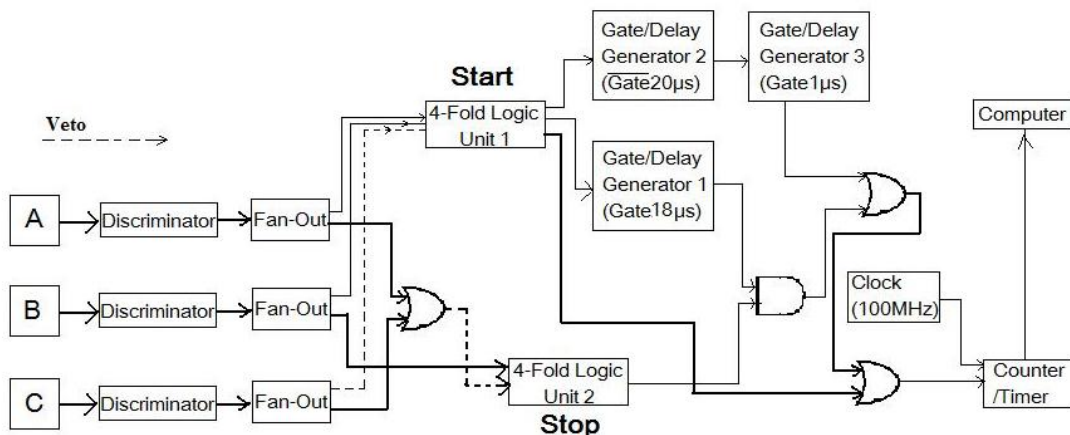 Gate/Delay
Generator 2
(Gate20μs)
Gate/Delay
Generator 3
(Gate1μs)
Start
4-Fold Logic
Unit 1
Computer
Veto
Gate/Delay
Generator 1
(Gate18μs)
A
Discriminator
Fan-Out
B
Discriminator
Fan-Out
Clock
(100MHz)
4-Fold Logic
Unit 2
Counter
/Timer
C
Discriminator
Fan-Out
Stop